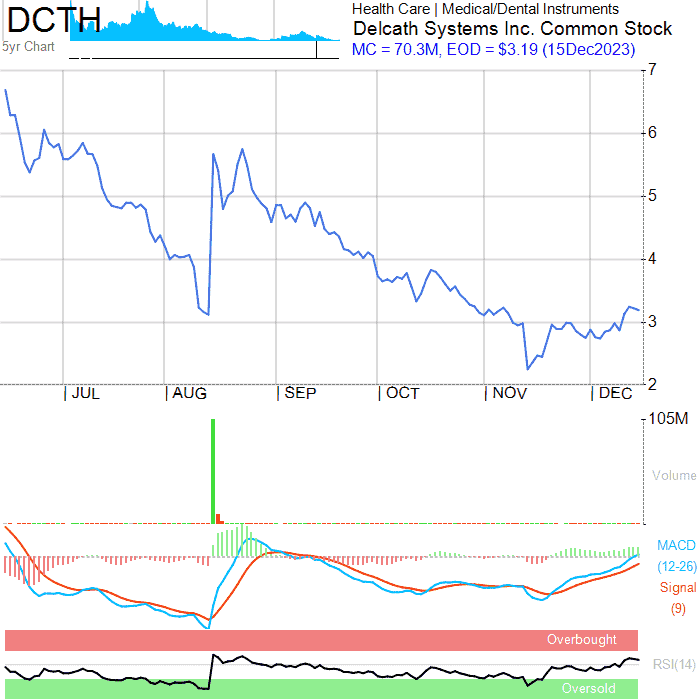 DCTH
5yr Chart
Health Care | Medical/Dental Instruments
Delcath Systems Inc. Common Stock
MC = 70.3M, EOD = $3.19 (15Dec2023)
7
6
5
4
3
2
| JUL | AUG | SEP | OCT | NOV | DEC
105M
Volume
MACD
(12-26)
Signal
(9)
Overbought
RSI(14)
Oversold